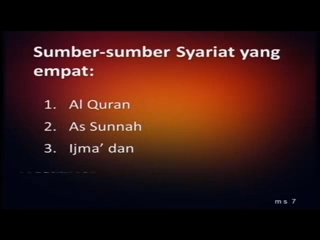 Sumber-sumber Syariat yang
empat:
1. Al Quran
2. As Sunnah
3. Ijma’ dan
ms 7